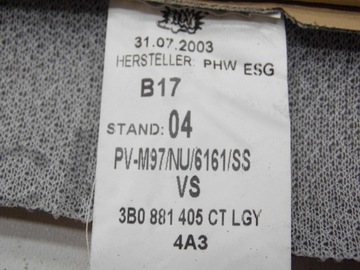 31.07.2003
HERSTELLER: PHW ESG
B17
STAND: 04
PV-M97/NU/6161/SS
VS
3B0 881 405 CT LGY
4A3